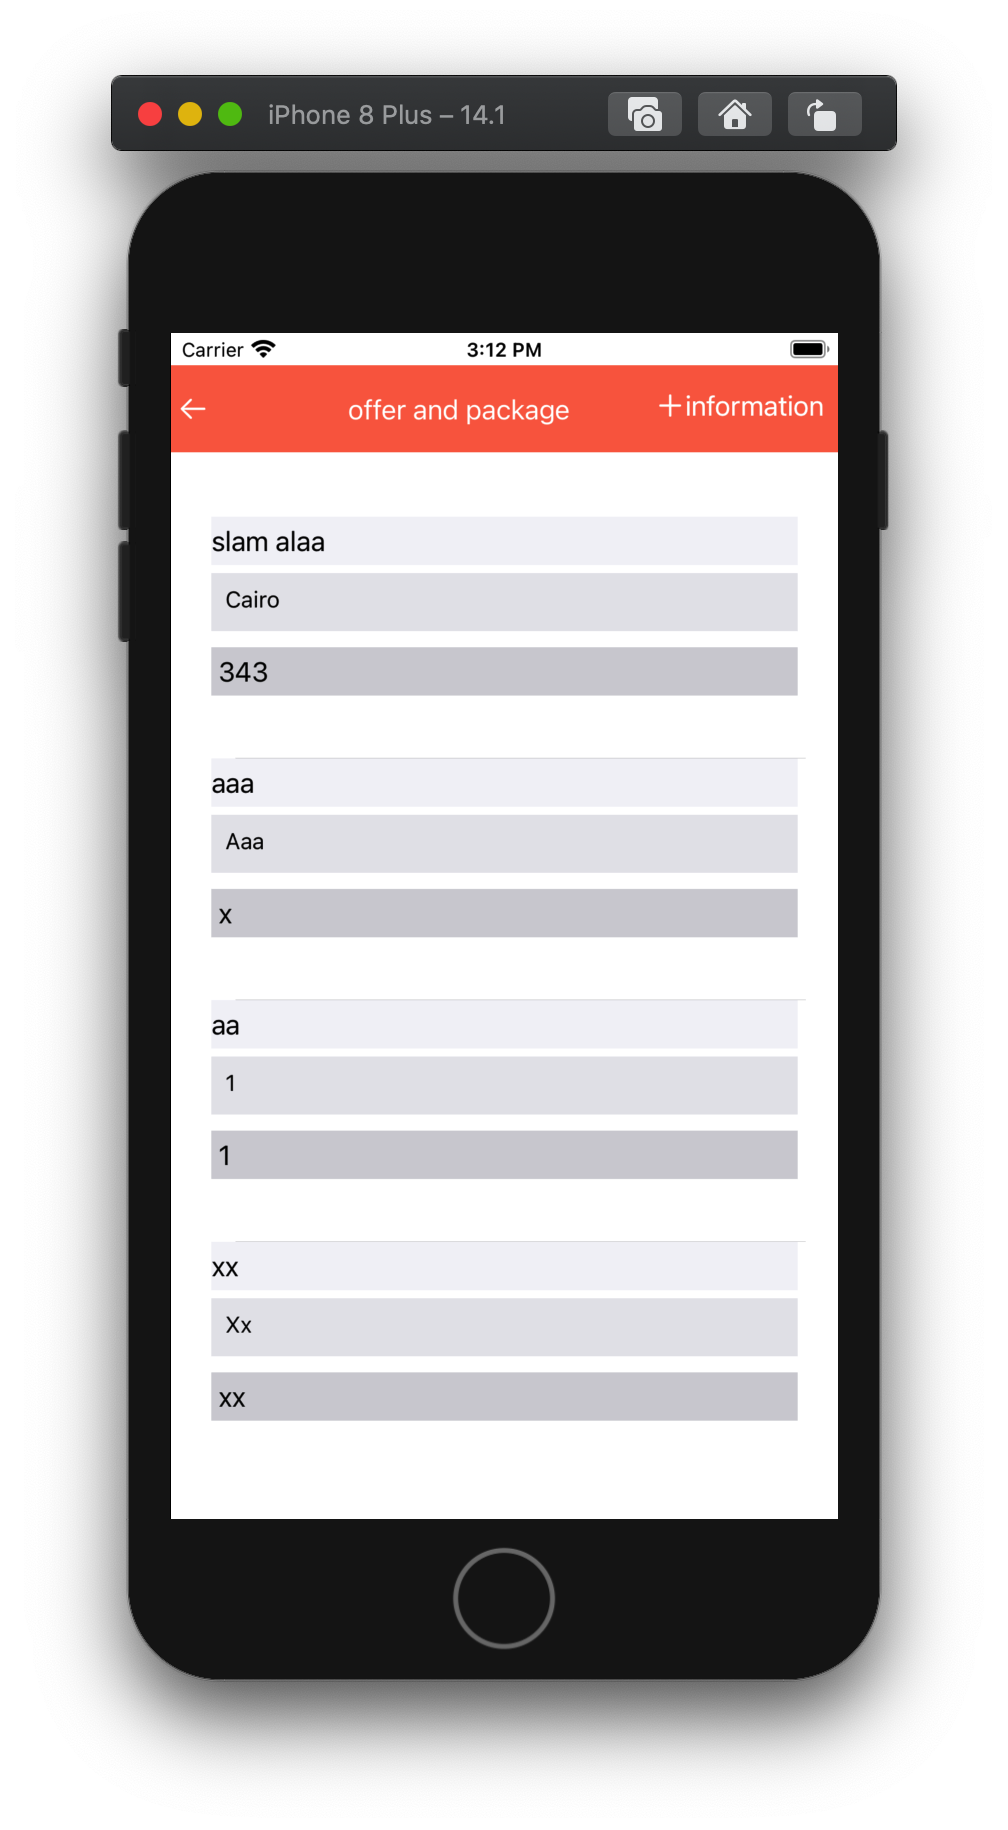 iPhone 8 Plus – 14.1
Carrier 3:12 PM
offer and package +information
slam alaa
Cairo
343
aaa
Aaa
x
aa
1
1
xx
Xx
xx